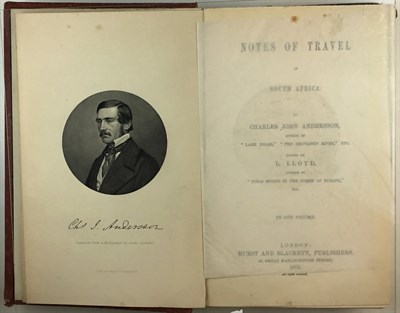 Chs J. Andersson
NOTES OF TRAVEL
IN
SOUTH AFRICA
BY
CHARLES JOHN ANDERSSON,
AUTHOR OF
"LAKE NGAMI," "THE OKAVANGO RIVER," ETC.
EDITED BY
L. LLOYD,
AUTHOR OF
"FIELD SPORTS IN THE NORTH OF EUROPE,"
ETC.
IN ONE VOLUME.
LONDON:
HURST AND BLACKETT, PUBLISHERS,
13, GREAT MARLBOROUGH STREET.